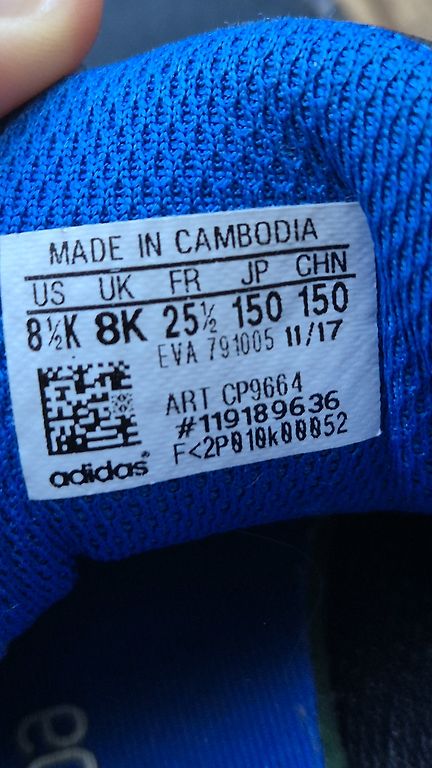 MADE IN CAMBODIA
US UK FR JP CHN
8½K 8K 25½ 150 150
EVA 791005 11/17
ART CP9664
#119189636
F<2P010k00052
adidas